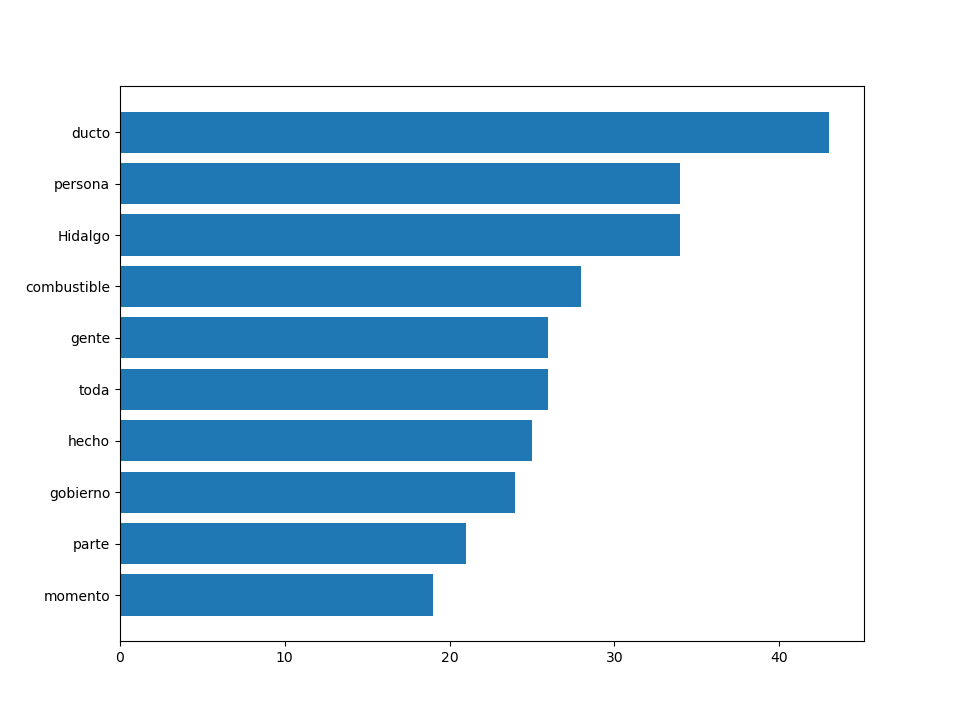 ducto
persona
Hidalgo
combustible
gente
toda
hecho
gobierno
parte
momento
0 10 20 30 40